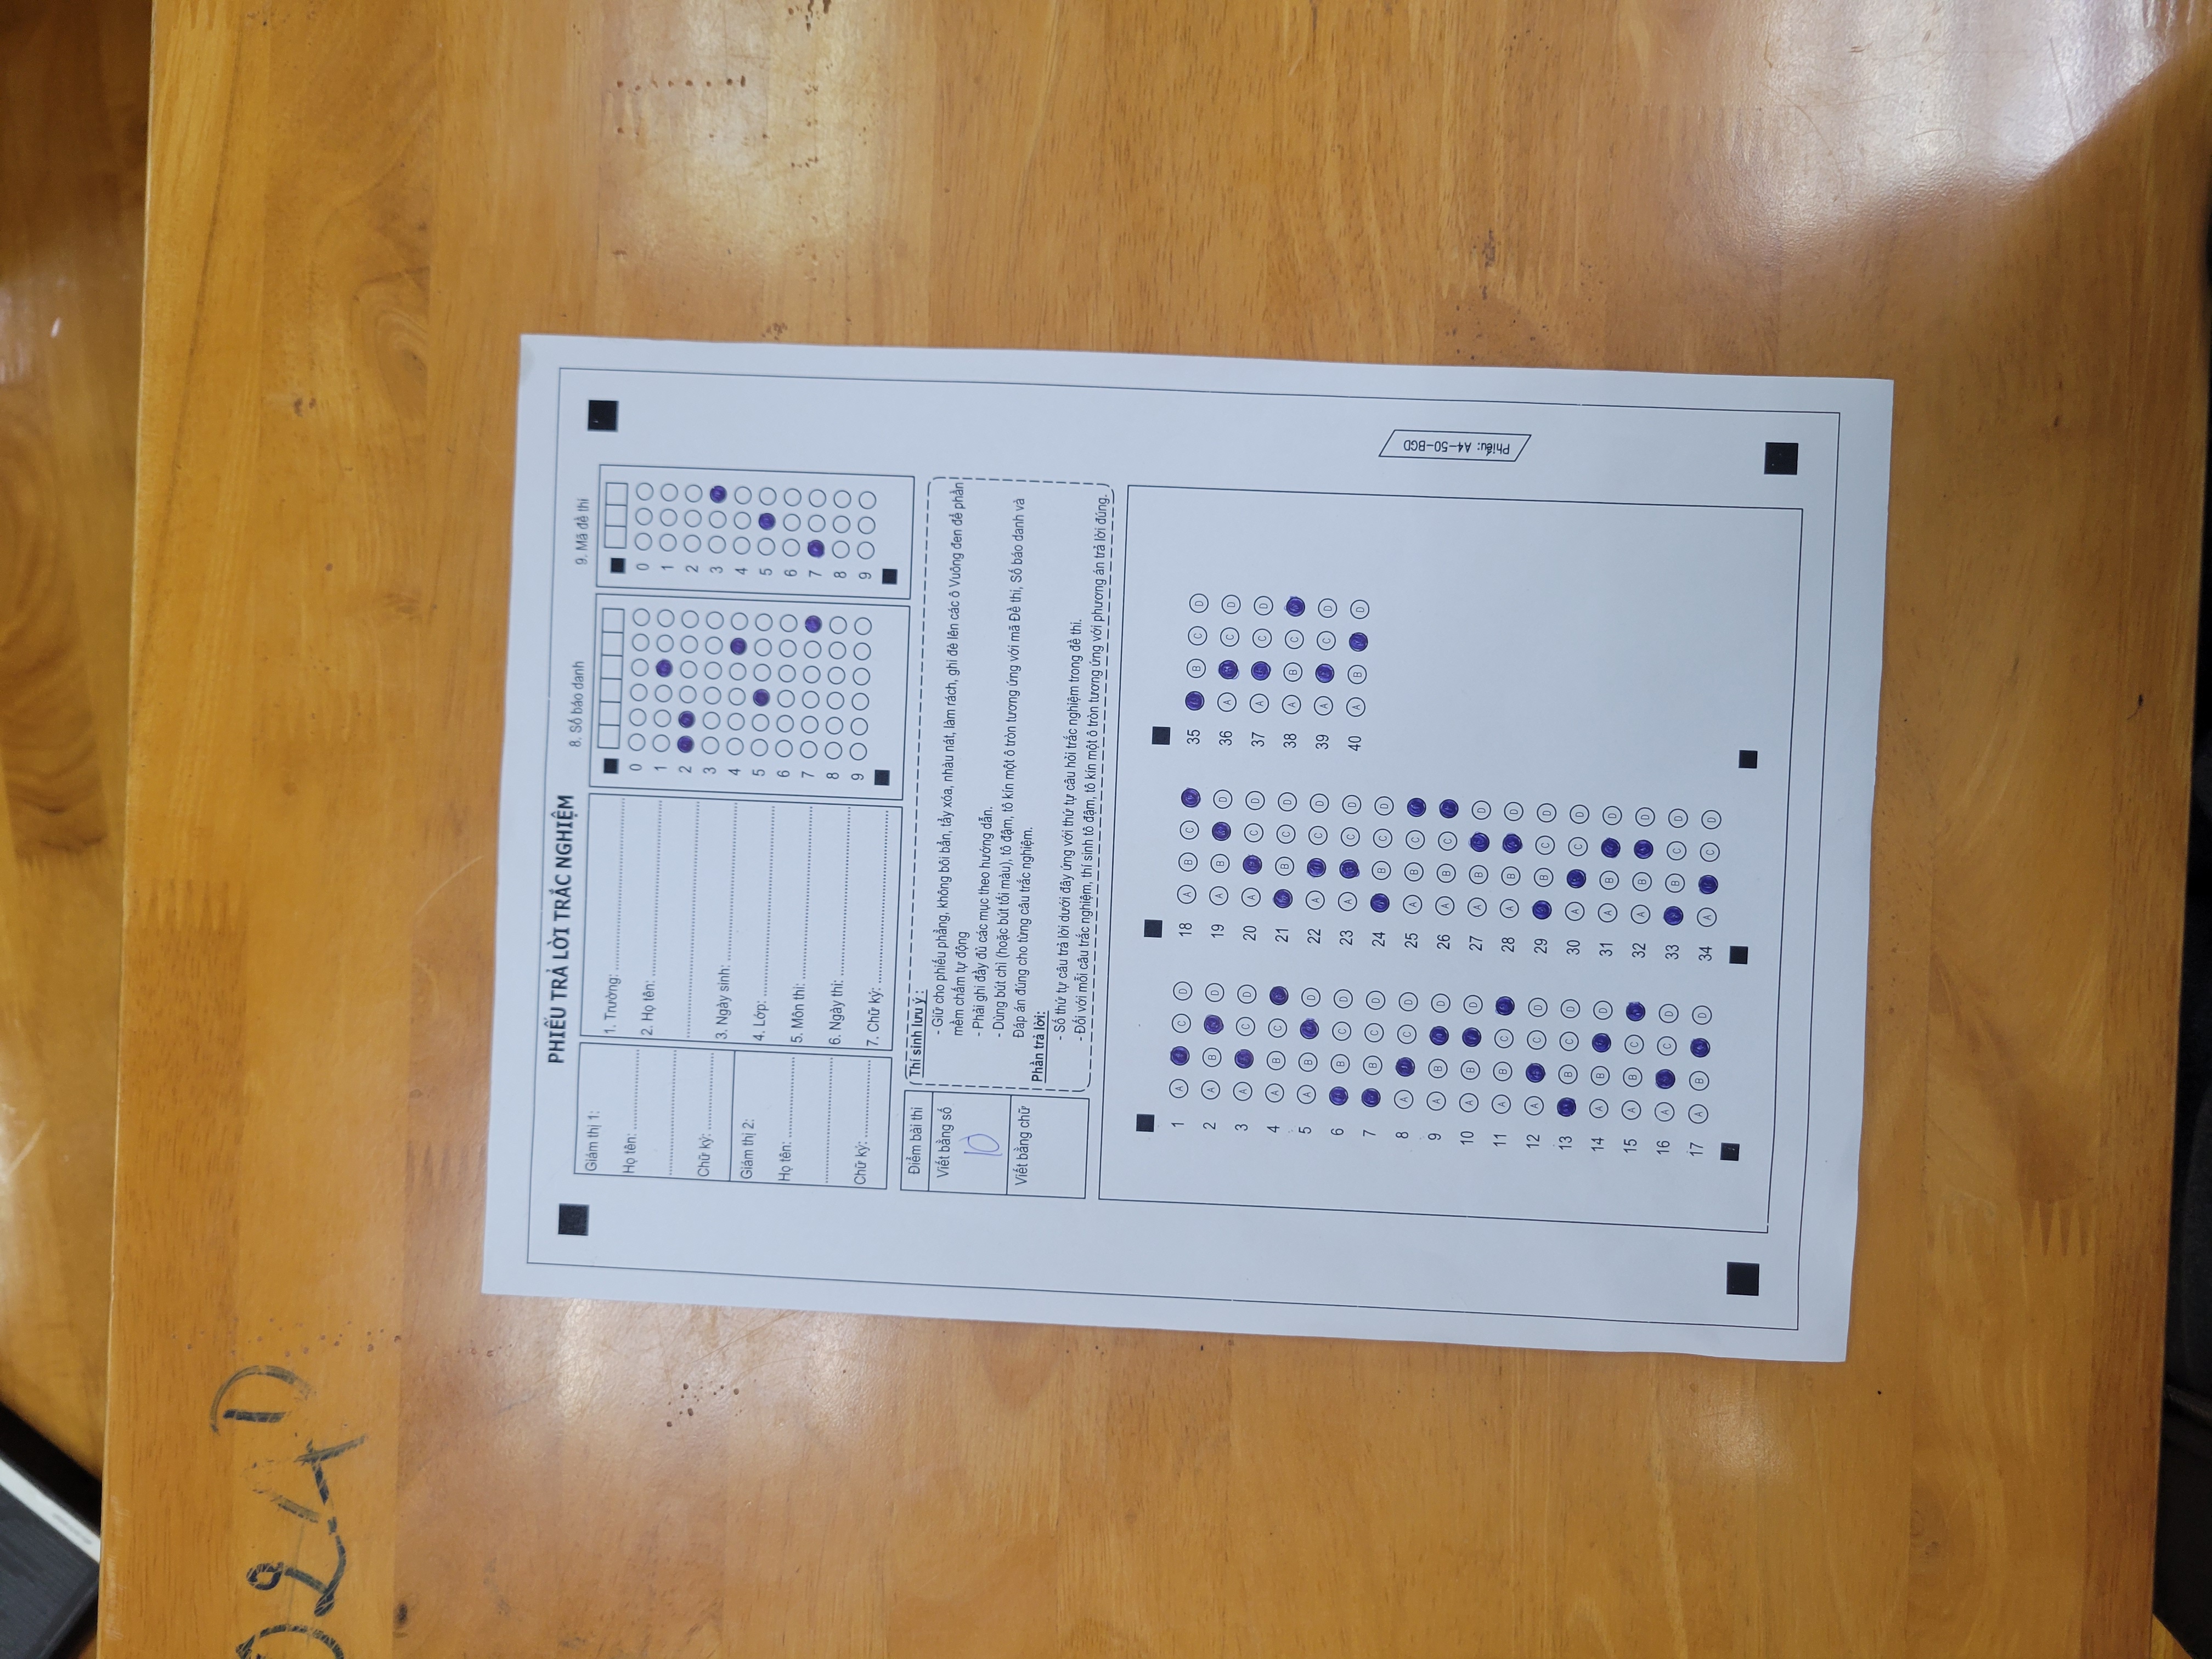 024D
PHIẾU TRẢ LỜI TRẮC NGHIỆM
Giám thị 1:
Họ tên:
Chữ ký:
Giám thị 2:
Họ tên:
Chữ ký:
1. Trường:
2. Họ tên:
3. Ngày sinh:
4. Lớp:
5. Môn thi:
6. Ngày thi:
7. Chữ ký:
8. Số báo danh
0
1
2
3
4
5
6
7
8
9
9. Mã đề thi
0
1
2
3
4
5
6
7
8
9
Điểm bài thi
Viết bằng số
10
Viết bằng chữ
Thí sinh lưu ý :
- Giữ cho phiếu phẳng, không bôi bẩn, tẩy xóa, nhàu nát, làm rách, ghi đè lên các ô Vuông đen để phần
mềm chấm tự động
- Phải ghi đầy đủ các mục theo hướng dẫn.
- Dùng bút chì (hoặc bút tối màu), tô đậm, tô kín một ô tròn tương ứng với mã Đề thi, Số báo danh và
Đáp án đúng cho từng câu trắc nghiệm.
Phần trả lời:
- Số thứ tự câu trả lời dưới đây ứng với thứ tự câu hỏi trắc nghiệm trong đề thi.
- Đối với mỗi câu trắc nghiệm, thí sinh tô đậm, tô kín một ô tròn tương ứng với phương án trả lời đúng.
1 A C D
2 A B D
3 A C D
4 A B C
5 A B D
6 B C D
7 B C D
8 A C D
9 A B D
10 A B D
11 A B C
12 A C D
13 B C D
14 A B D
15 A B C
16 A C D
17 A B D
18 A B C
19 A B D
20 A C D
21 B C D
22 A C D
23 A C D
24 B C D
25 A B C
26 A B C
27 A B D
28 A B D
29 B C D
30 A C D
31 A B D
32 A B D
33 B C D
34 A C D
35 B C D
36 A C D
37 A C D
38 A B C
39 A C D
40 A B D
Phiếu: A4-50-BGD